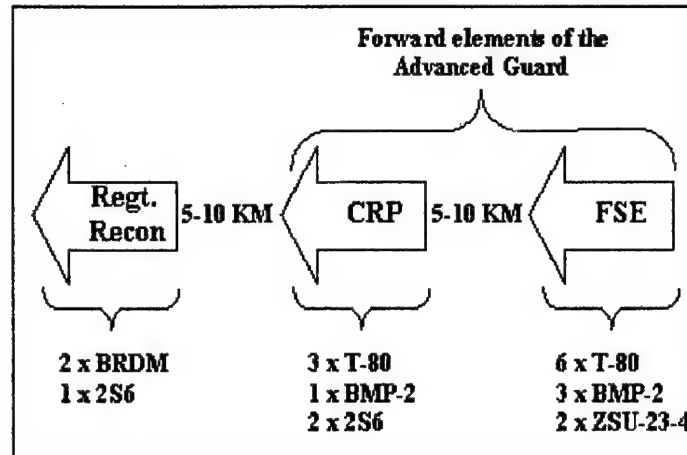 Forward elements of the
Advanced Guard
Regt.
Recon
5-10 KM
CRP
5-10 KM
FSE
2 x BRDM
1 x 2S6
3 x T-80
1 x BMP-2
2 x 2S6
6 x T-80
3 x BMP-2
2 x ZSU-23-4